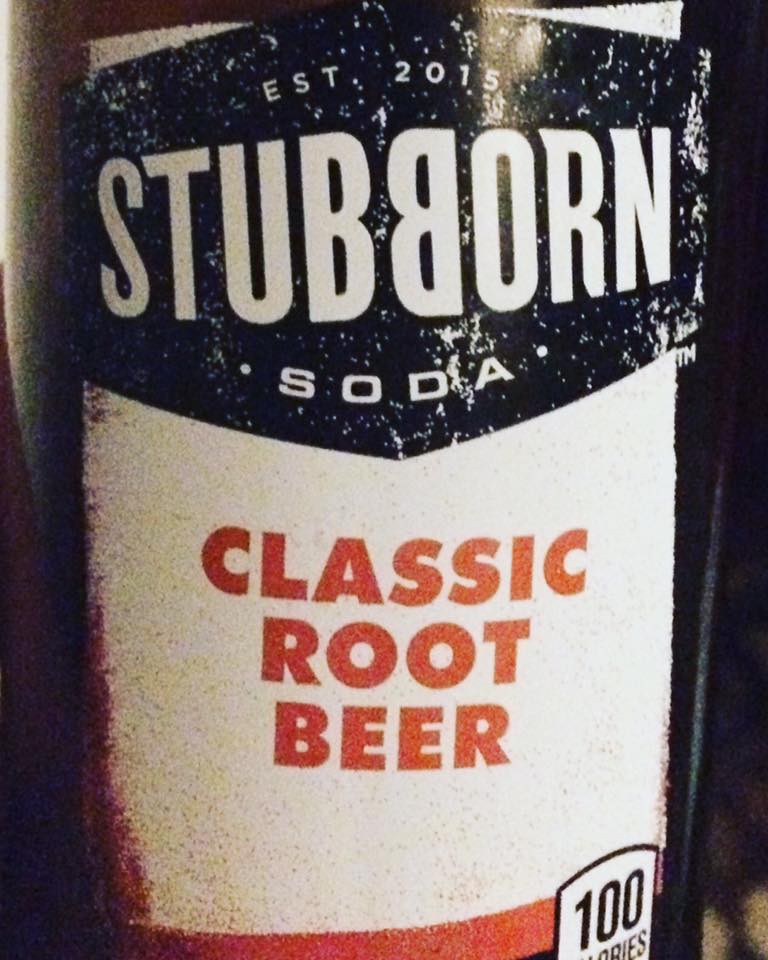 EST. 2015
STUBBORN
• SODA •
TM
CLASSIC
ROOT
BEER
100